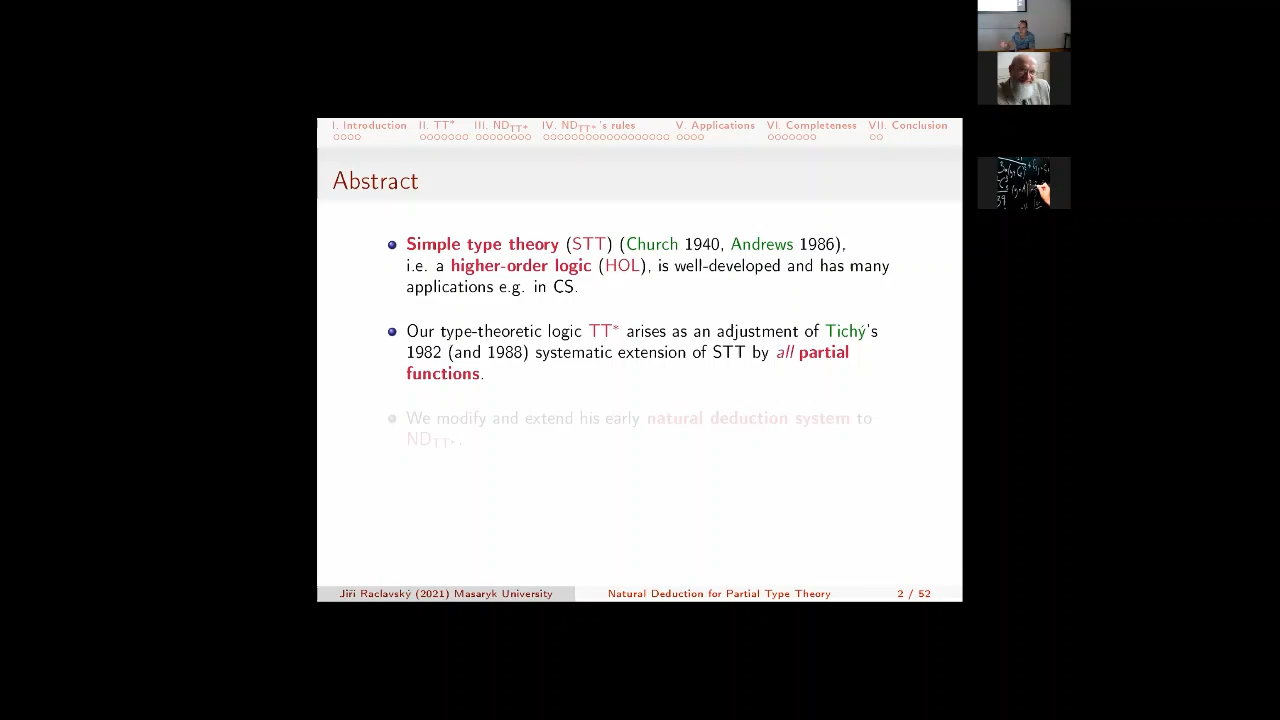 I. Introduction II. TT* III. ND_TT* IV. ND_TT*'s rules V. Applications VI. Completeness VII. Conclusion
Abstract
Simple type theory (STT) (Church 1940, Andrews 1986),
i.e. a higher-order logic (HOL), is well-developed and has many
applications e.g. in CS.
Our type-theoretic logic TT* arises as an adjustment of Tichý's
1982 (and 1988) systematic extension of STT by all partial
functions.
We modify and extend his early natural deduction system to
ND_TT*.
Jiří Raclavský (2021) Masaryk University Natural Deduction for Partial Type Theory 2 / 52